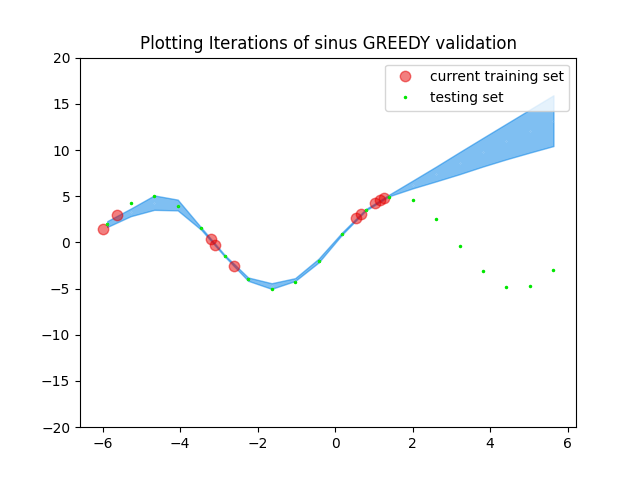 Plotting Iterations of sinus GREEDY validation
current training set
testing set
20
15
10
5
0
−5
−10
−15
−20
−6 −4 −2 0 2 4 6